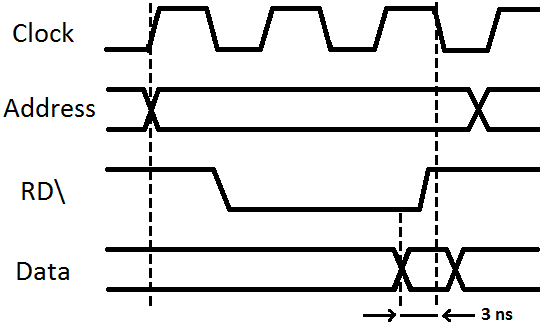 Clock
Address
RD\
Data
3 ns